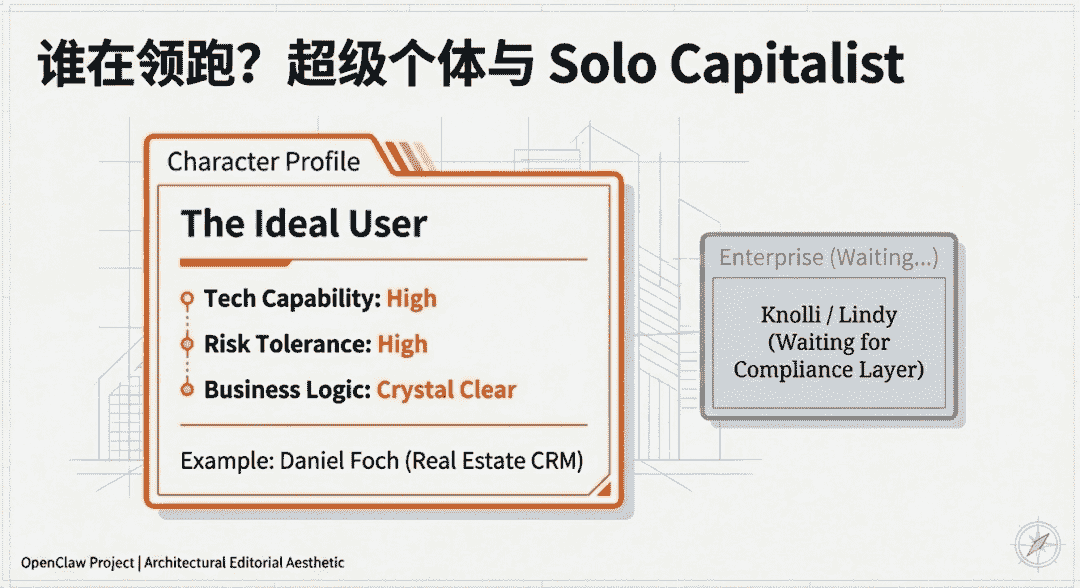 谁在领跑？超级个体与 Solo Capitalist
Character Profile
The Ideal User
Tech Capability: High
Risk Tolerance: High
Business Logic: Crystal Clear
Example: Daniel Foch (Real Estate CRM)
Enterprise (Waiting...)
Knolli / Lindy
(Waiting for
Compliance Layer)
OpenClaw Project | Architectural Editorial Aesthetic